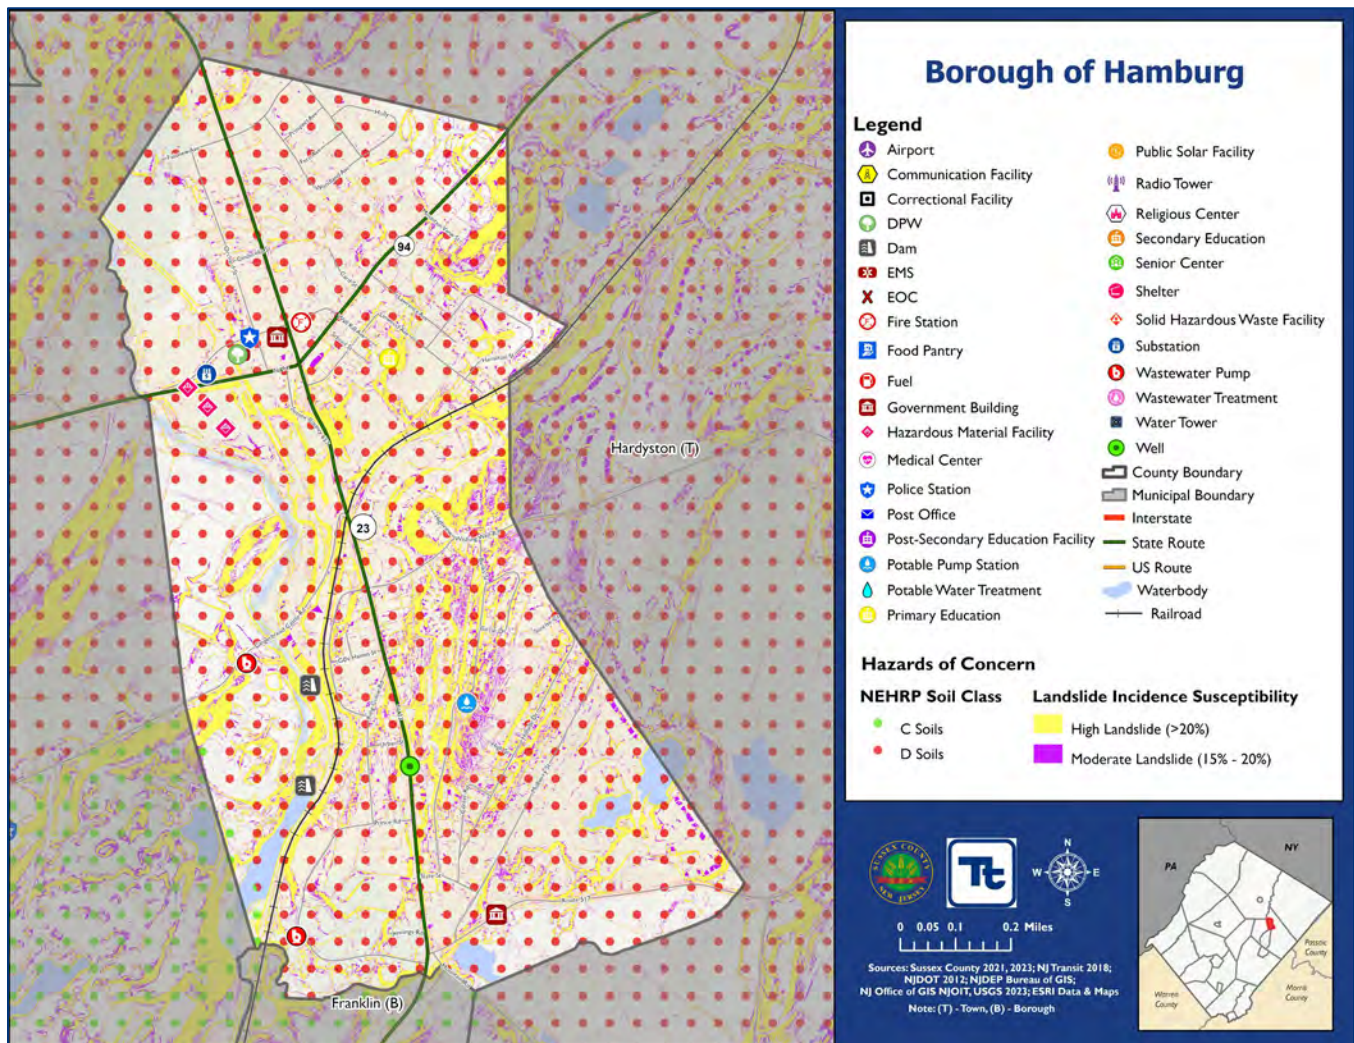 Borough of Hamburg
Legend
Airport
Communication Facility
Correctional Facility
DPW
Dam
EMS
EOC
Fire Station
Food Pantry
Fuel
Government Building
Hazardous Material Facility
Medical Center
Police Station
Post Office
Post-Secondary Education Facility
Potable Pump Station
Potable Water Treatment
Primary Education
Public Solar Facility
Radio Tower
Religious Center
Secondary Education
Senior Center
Shelter
Solid Hazardous Waste Facility
Substation
Wastewater Pump
Wastewater Treatment
Water Tower
Well
County Boundary
Municipal Boundary
Interstate
State Route
US Route
Waterbody
Railroad
Hazards of Concern
NEHRP Soil Class
C Soils
D Soils
Landslide Incidence Susceptibility
High Landslide (>20%)
Moderate Landslide (15% - 20%)
94
23
Hardyston (T)
Franklin (B)
SUSSEX COUNTY
NEW JERSEY
Tt
N
W
E
S
0 0.05 0.1 0.2 Miles
Sources: Sussex County 2021, 2023; NJ Transit 2018;
NJDOT 2012; NJDEP Bureau of GIS;
NJ Office of GIS NJOIT, USGS 2023; ESRI Data & Maps
Note: (T) - Town, (B) - Borough
PA
NY
Passaic
County
Morris
County
Warren
County